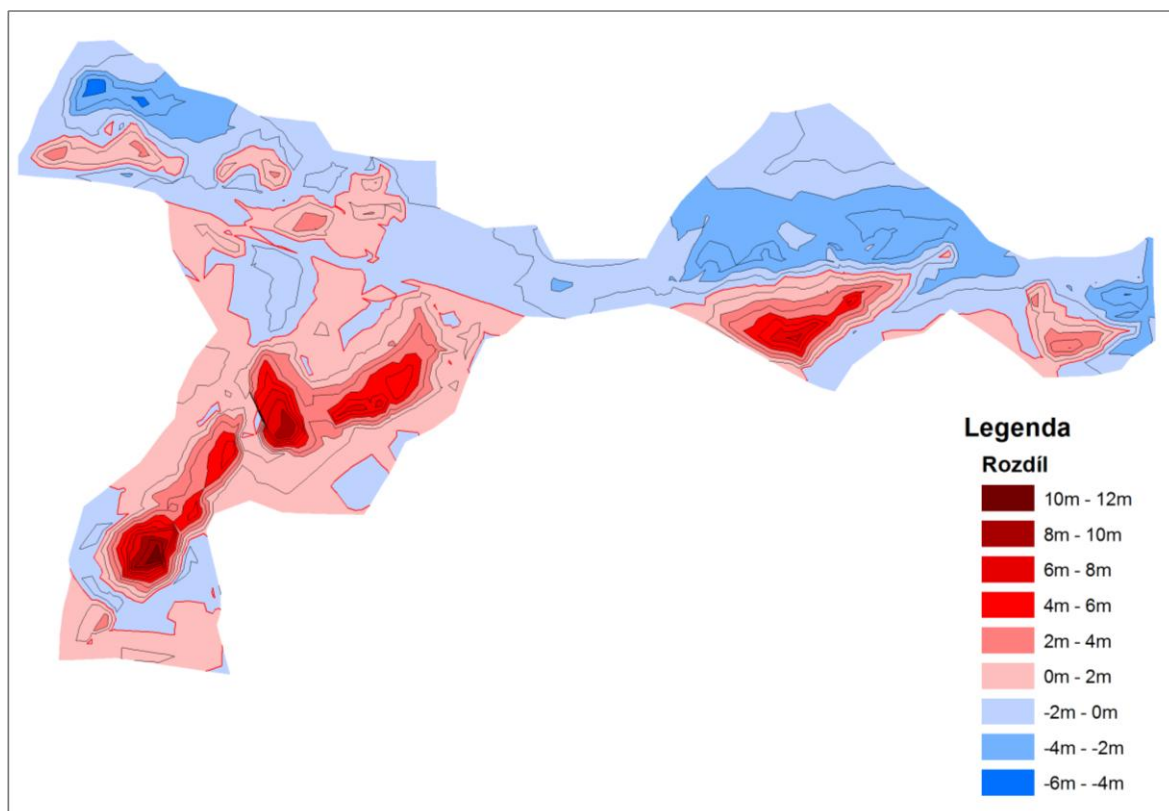 Legenda
Rozdíl
10m - 12m
8m - 10m
6m - 8m
4m - 6m
2m - 4m
0m - 2m
-2m - 0m
-4m - -2m
-6m - -4m